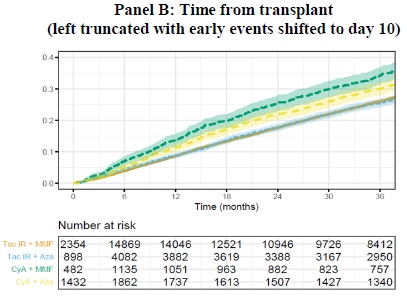 Panel B: Time from transplant
(left truncated with early events shifted to day 10)
0.4
0.3
0.2
0.1
0.0
0 6 12 18 24 30 36
Time (months)
Number at risk
Tac IR + MMF 2354 14869 14046 12521 10946 9726 8412
Tac IR + Aza 898 4082 3882 3619 3388 3167 2950
CyA + MMF 482 1135 1051 963 882 823 757
CyA + Aza 1432 1862 1737 1613 1507 1427 1340